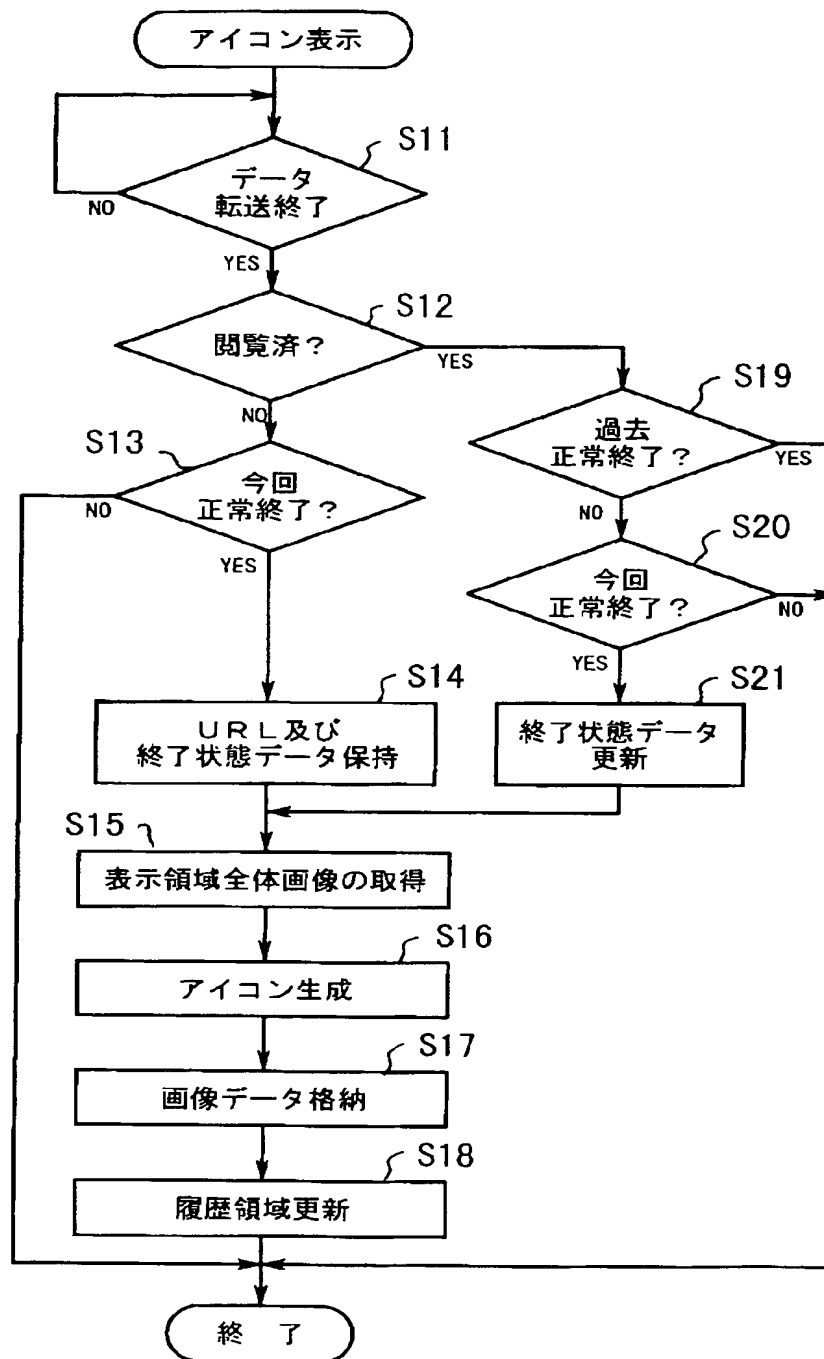 アイコン表示
S11
データ
転送終了
NO
YES
S12
閲覧済？
YES
NO
S19
過去
正常終了？
YES
NO
S13
今回
正常終了？
NO
YES
S20
今回
正常終了？
NO
YES
S14
ＵＲＬ及び
終了状態データ保持
S21
終了状態データ
更新
S15
表示領域全体画像の取得
S16
アイコン生成
S17
画像データ格納
S18
履歴領域更新
終 了